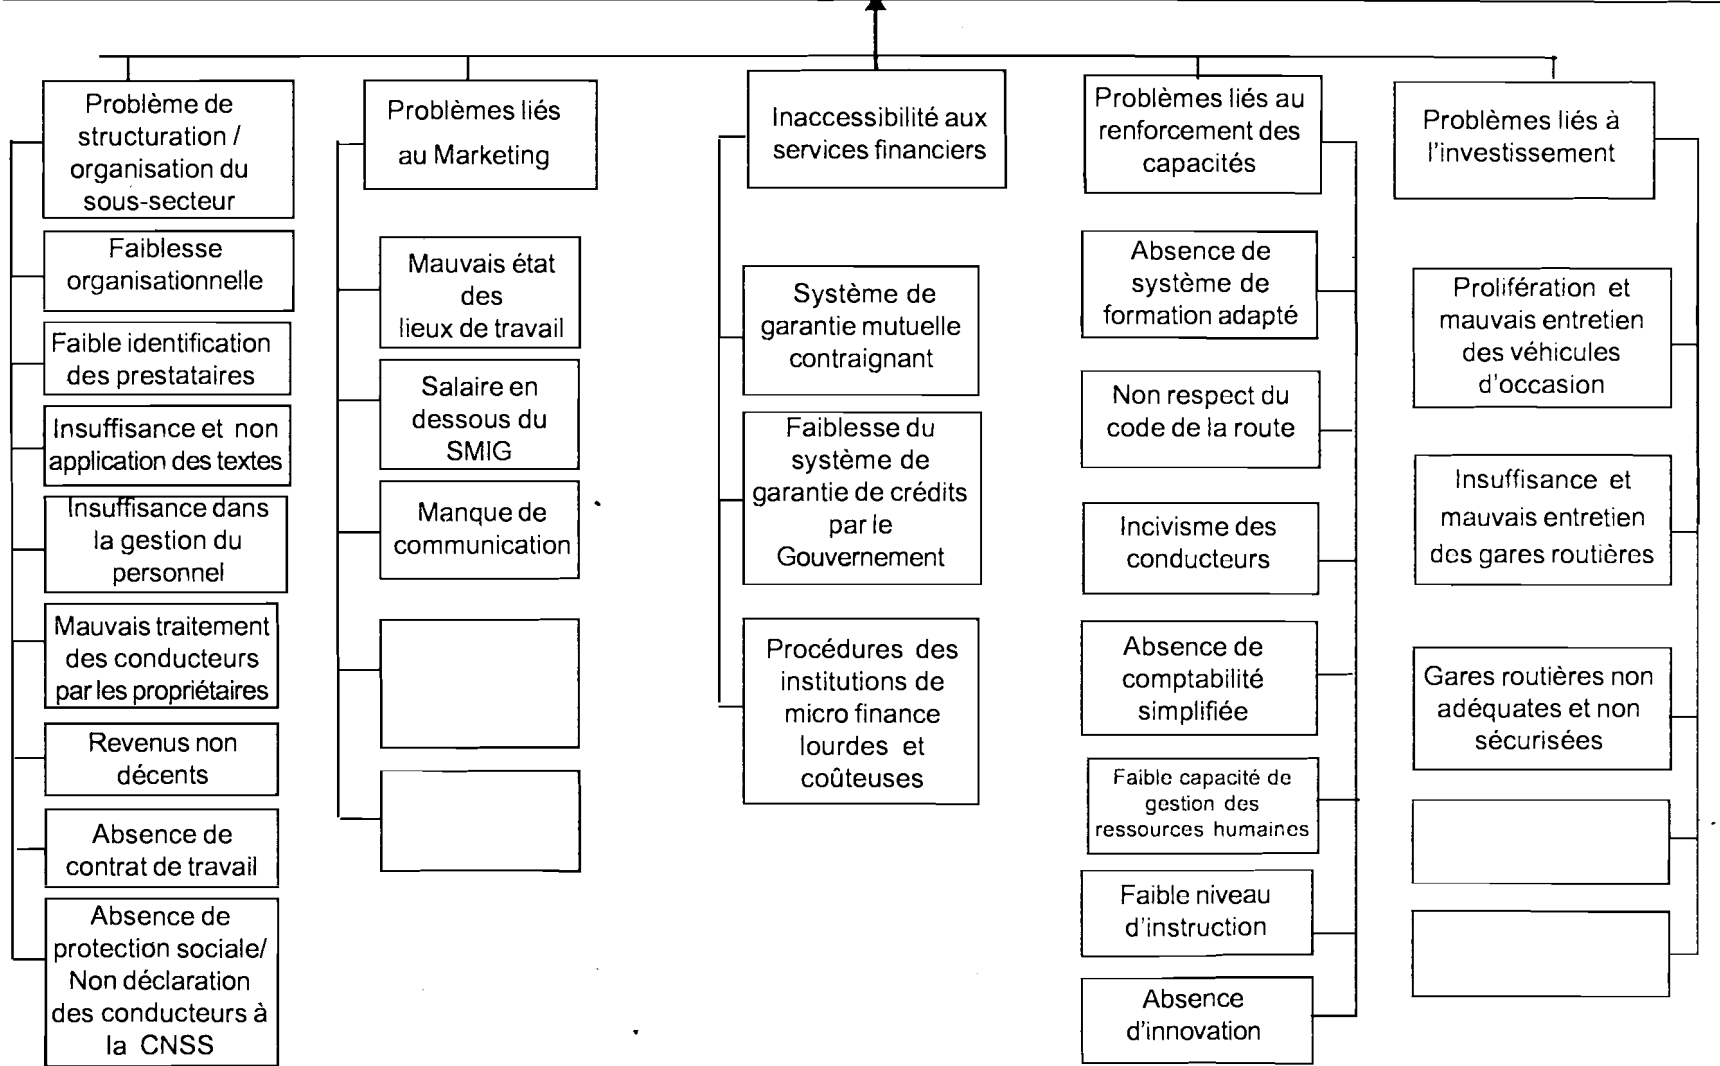 Problème de
structuration /
organisation du
sous-secteur
Faiblesse
organisationnelle
Faible identification
des prestataires
Insuffisance et non
application des textes
Insuffisance dans
la gestion du
personnel
Mauvais traitement
des conducteurs
par les propriétaires
Revenus non
décents
Absence de
contrat de travail
Absence de
protection sociale/
Non déclaration
des conducteurs à
la CNSS
Problèmes liés
au Marketing
Mauvais état
des
lieux de travail
Salaire en
dessous du
SMIG
Manque de
communication
Inaccessibilité aux
services financiers
Système de
garantie mutuelle
contraignant
Faiblesse du
système de
garantie de crédits
par le
Gouvernement
Procédures des
institutions de
micro finance
lourdes et
coûteuses
Problèmes liés au
renforcement des
capacités
Absence de
système de
formation adapté
Non respect du
code de la route
Incivisme des
conducteurs
Absence de
comptabilité
simplifiée
Faible capacité de
gestion des
ressources humaines
Faible niveau
d'instruction
Absence
d'innovation
Problèmes liés à
l'investissement
Prolifération et
mauvais entretien
des véhicules
d'occasion
Insuffisance et
mauvais entretien
des gares routières
Gares routières non
adéquates et non
sécurisées